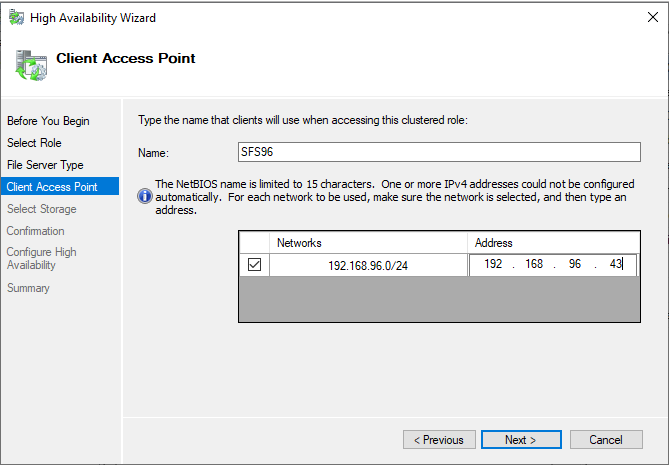 High Availability Wizard
Client Access Point
Before You Begin
Select Role
File Server Type
Client Access Point
Select Storage
Confirmation
Configure High
Availability
Summary
Type the name that clients will use when accessing this clustered role:
Name:
SFS96
The NetBIOS name is limited to 15 characters. One or more IPv4 addresses could not be configured
automatically. For each network to be used, make sure the network is selected, and then type an
address.
Networks Address
192.168.96.0/24 192 . 168 . 96 . 43
< Previous Next > Cancel